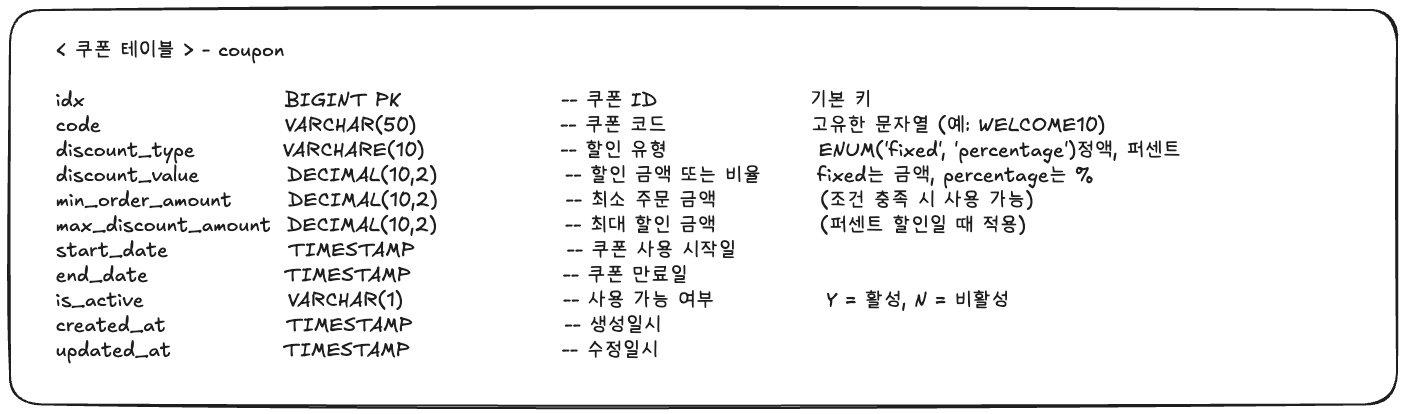 < 쿠폰 테이블 > - coupon
idx BIGINT PK -- 쿠폰 ID 기본 키
code VARCHAR(50) -- 쿠폰 코드 고유한 문자열 (예: WELCOME10)
discount_type VARCHARE(10) -- 할인 유형 ENUM('fixed', 'percentage')정액, 퍼센트
discount_value DECIMAL(10,2) -- 할인 금액 또는 비율 fixed는 금액, percentage는 %
min_order_amount DECIMAL(10,2) -- 최소 주문 금액 (조건 충족 시 사용 가능)
max_discount_amount DECIMAL(10,2) -- 최대 할인 금액 (퍼센트 할인일 때 적용)
start_date TIMESTAMP -- 쿠폰 사용 시작일
end_date TIMESTAMP -- 쿠폰 만료일
is_active VARCHAR(1) -- 사용 가능 여부 Y = 활성, N = 비활성
created_at TIMESTAMP -- 생성일시
updated_at TIMESTAMP -- 수정일시